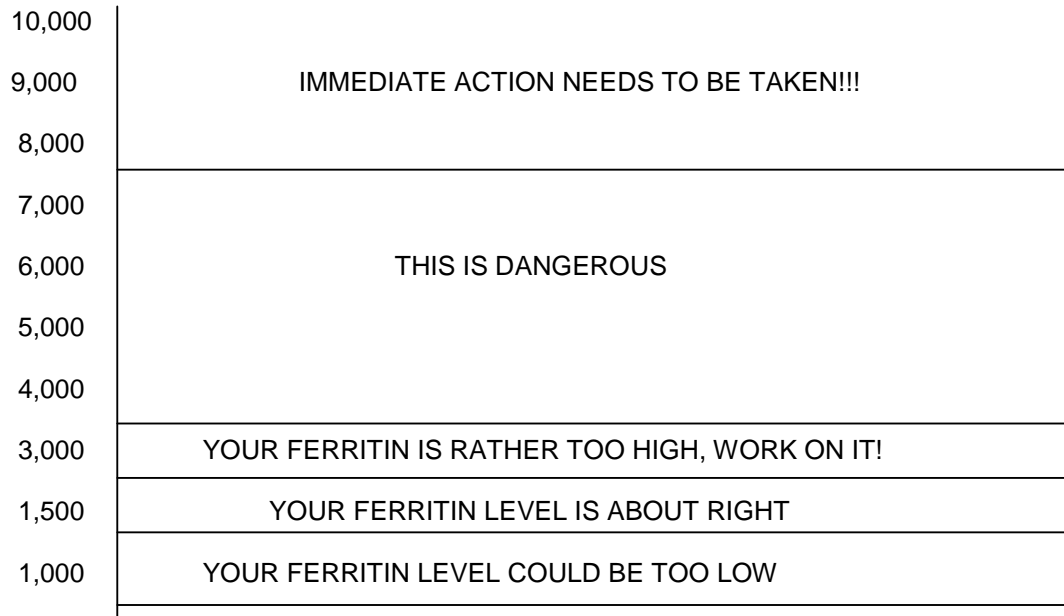 10,000
9,000 IMMEDIATE ACTION NEEDS TO BE TAKEN!!!
8,000
7,000
6,000 THIS IS DANGEROUS
5,000
4,000
3,000 YOUR FERRITIN IS RATHER TOO HIGH, WORK ON IT!
1,500 YOUR FERRITIN LEVEL IS ABOUT RIGHT
1,000 YOUR FERRITIN LEVEL COULD BE TOO LOW